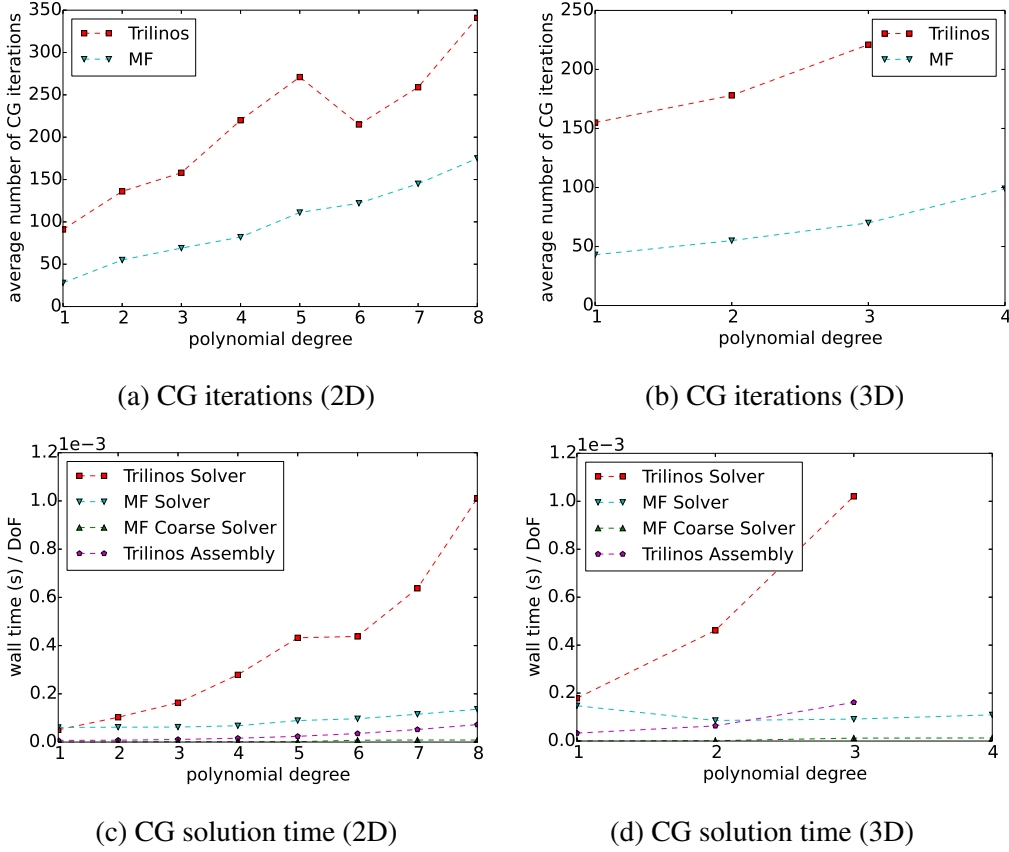 350
300
250
200
150
100
50
0
average number of CG iterations
Trilinos
MF
1 2 3 4 5 6 7 8
polynomial degree
(a) CG iterations (2D)
250
200
150
100
50
0
average number of CG iterations
Trilinos
MF
1 2 3 4
polynomial degree
(b) CG iterations (3D)
1e−3
1.2
1.0
0.8
0.6
0.4
0.2
0.0
wall time (s) / DoF
Trilinos Solver
MF Solver
MF Coarse Solver
Trilinos Assembly
1 2 3 4 5 6 7 8
polynomial degree
(c) CG solution time (2D)
1e−3
1.2
1.0
0.8
0.6
0.4
0.2
0.0
wall time (s) / DoF
Trilinos Solver
MF Solver
MF Coarse Solver
Trilinos Assembly
1 2 3 4
polynomial degree
(d) CG solution time (3D)